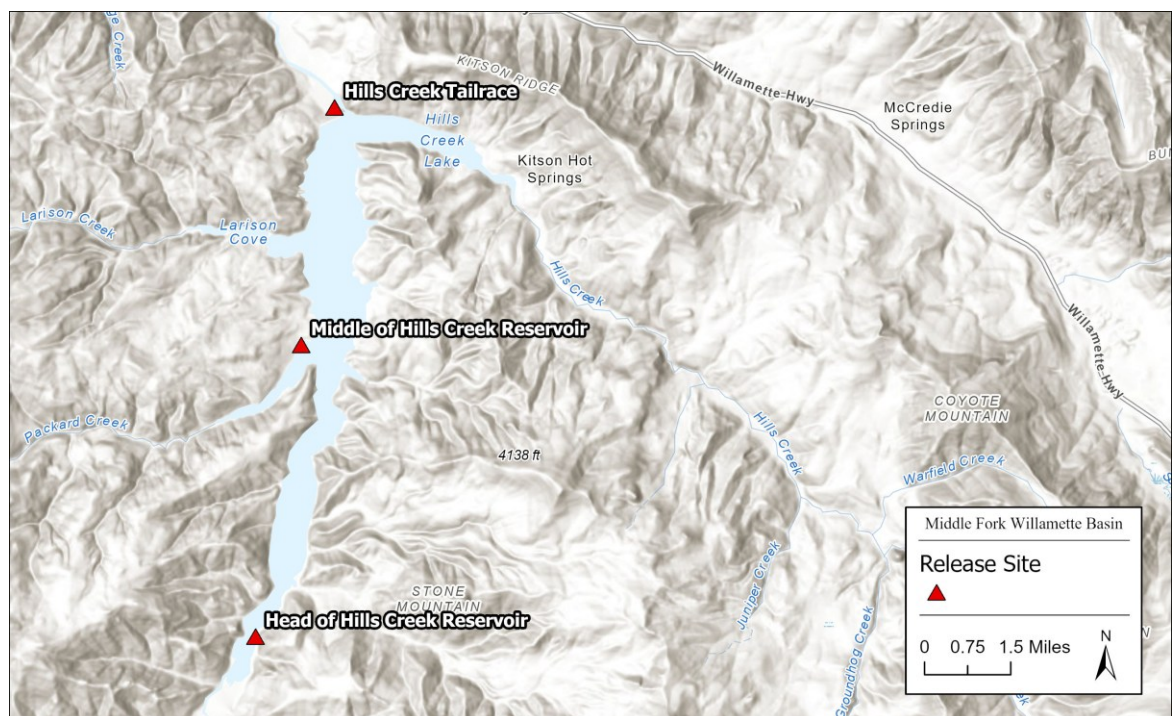 ge Creek
KITSON RIDGE
Willamette Hwy
Hills Creek Tailrace
McCredie
Springs
Hills
Creek
Lake
BUN
Kitson Hot
Springs
Larison Creek
Larison
Cove
Hills Creek
Middle of Hills Creek Reservoir
Willamette Hwy
Packard Creek
COYOTE
MOUNTAIN
Hills Creek
4138 ft
Warfield Creek
Middle Fork Willamette Basin
Release Site
STONE
MOUNTAIN
Juniper Creek
Head of Hills Creek Reservoir
Groundhog Creek
0 0.75 1.5 Miles
N